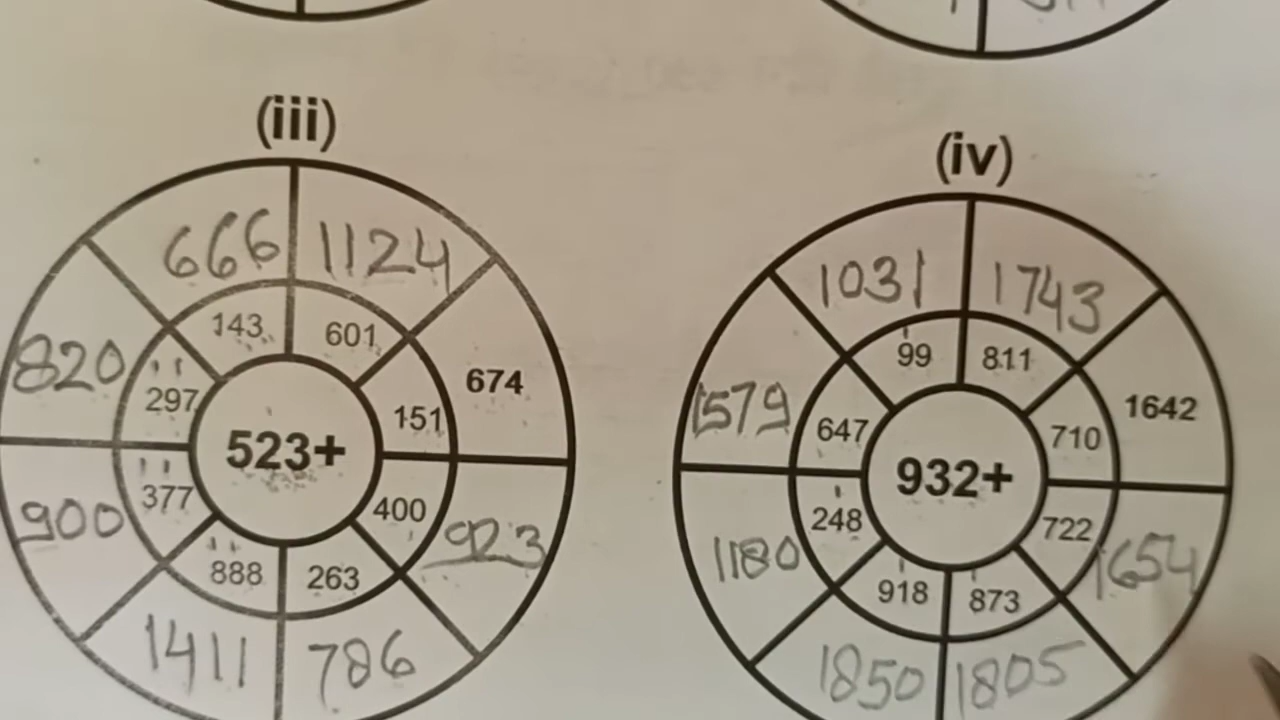 (iii)
666 1124
143 601
820 297 151 674
523+
900 377 400 923
888 263
1411 786
(iv)
1031 1743
99 811
1579 647 710 1642
932+
1180 248 722 1654
918 873
1850 1805